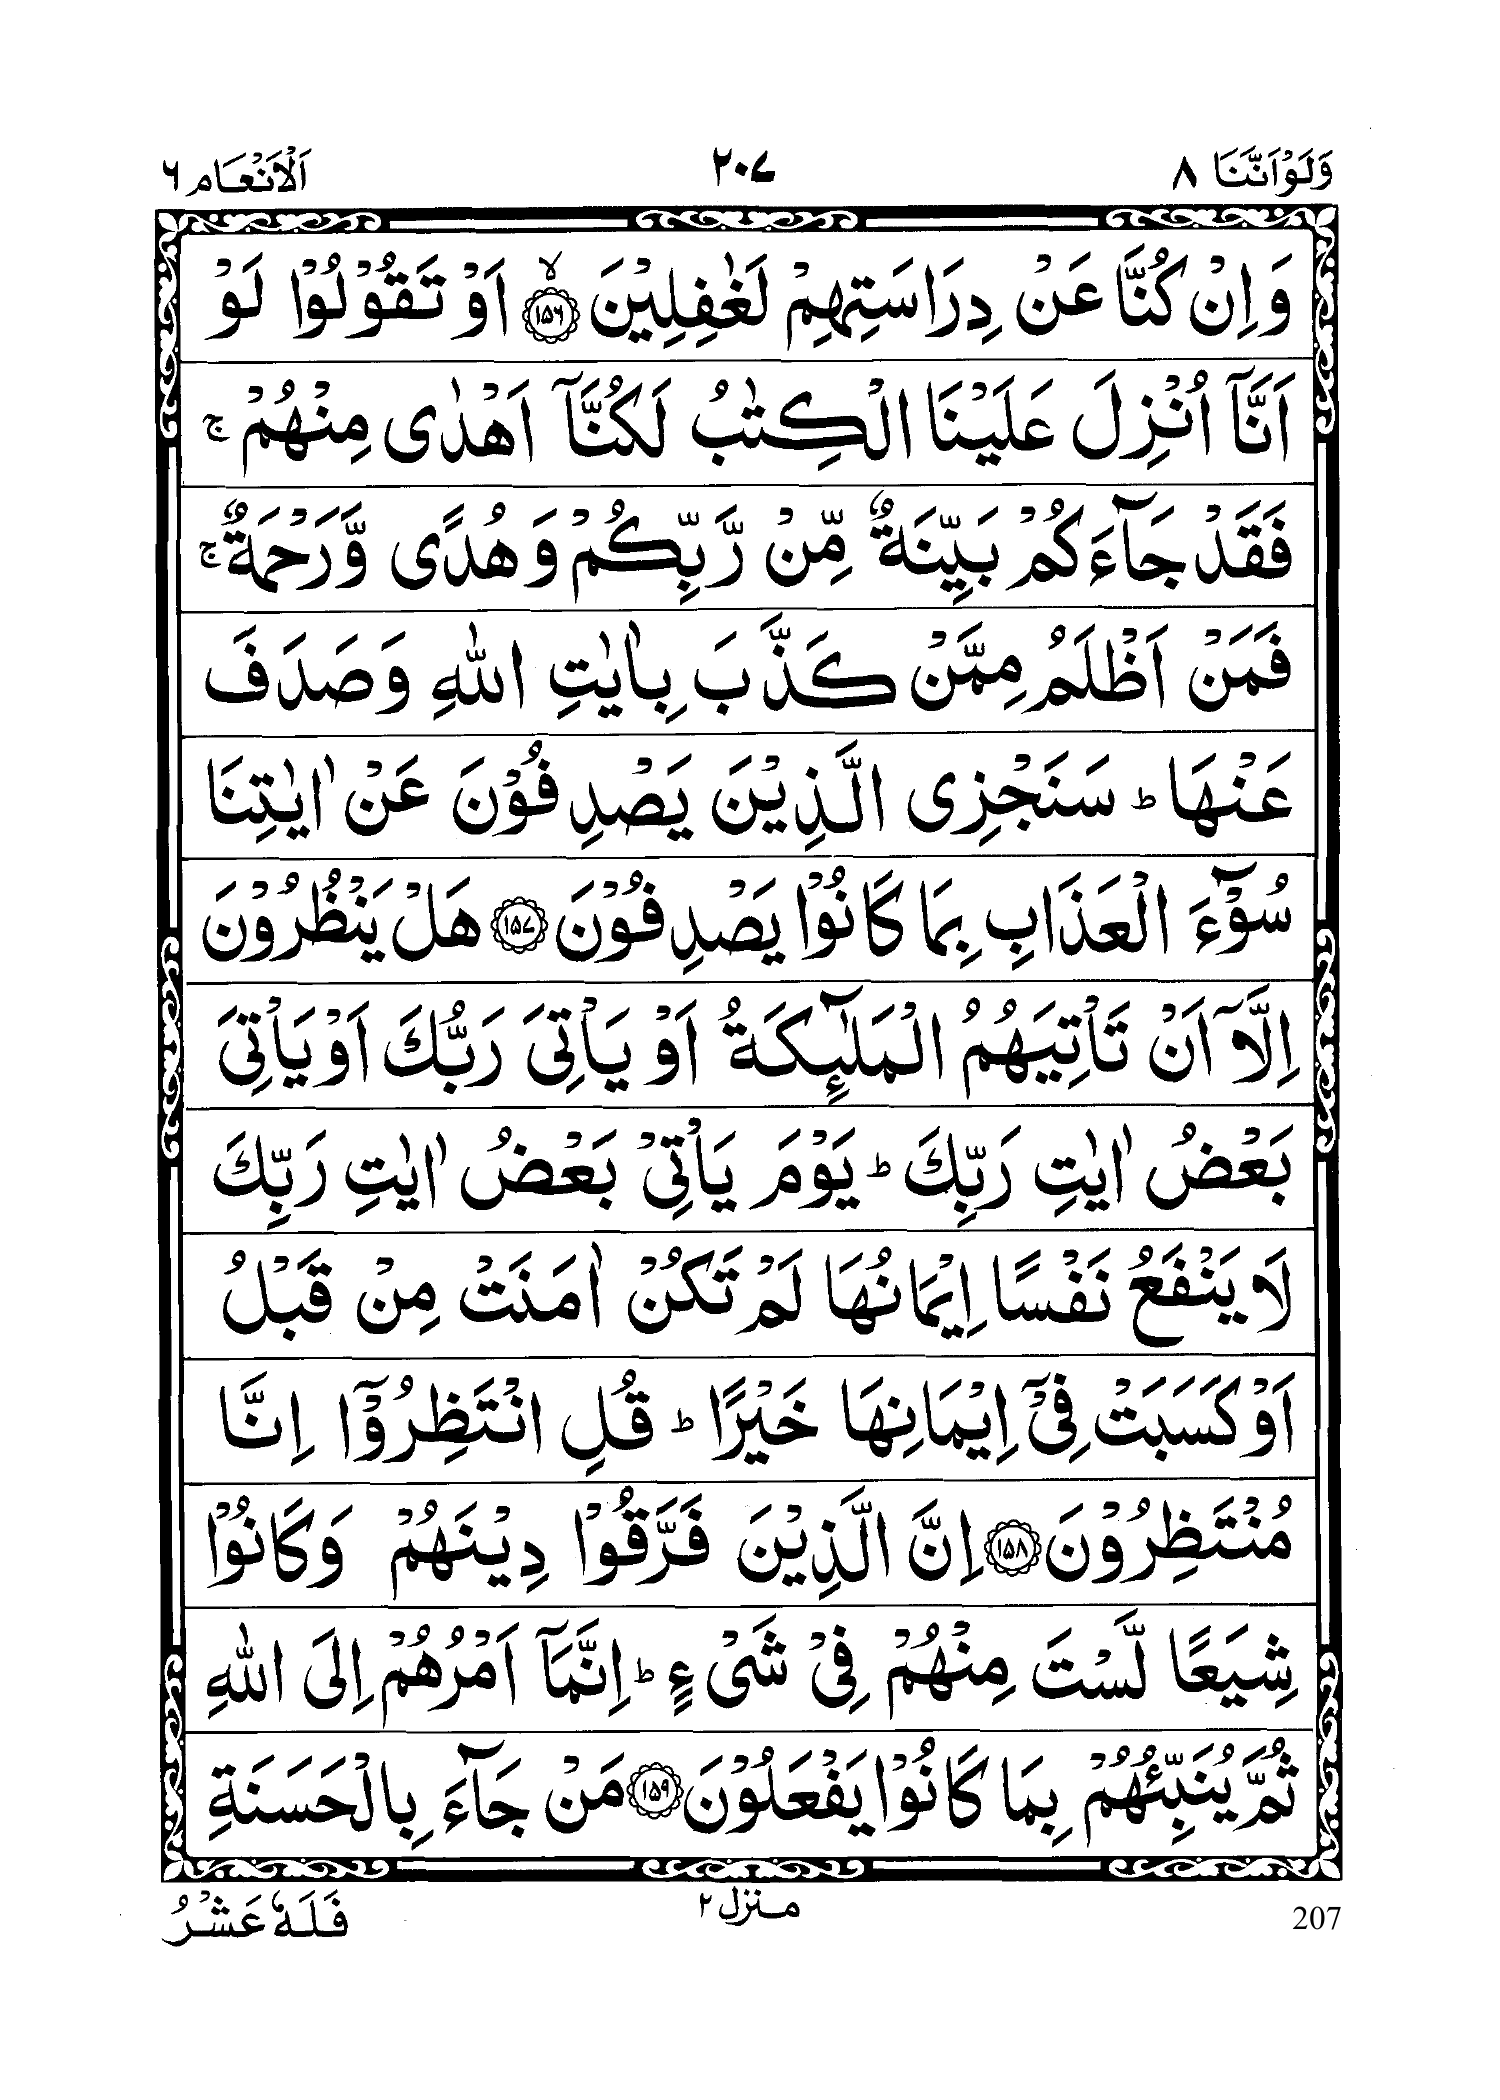 وَلَوْاَنَّنَا ٨
٢٠٧
اَلْاَنْعَام ٦
وَاِنْ كُنَّا عَنْ دِرَاسَتِهِمْ لَغٰفِلِيْنَ ۙ‏﴿١٥٦﴾ اَوْ تَقُوْلُوْا لَوْ
اَنَّاۤ اُنْزِلَ عَلَيْنَا الْكِتٰبُ لَكُنَّاۤ اَهْدٰى مِنْهُمْ ج
فَقَدْ جَآءَكُمْ بَيِّنَةٌ مِّنْ رَّبِّكُمْ وَهُدًى وَّرَحْمَةٌ ج
فَمَنْ اَظْلَمُ مِمَّنْ كَذَّبَ بِاٰيٰتِ اللّٰهِ وَصَدَفَ
عَنْهَا ط سَنَجْزِى الَّذِيْنَ يَصْدِفُوْنَ عَنْ اٰيٰتِنَا
سُوْٓءَ الْعَذَابِ بِمَا كَانُوْا يَصْدِفُوْنَ ﴿١٥٧﴾ هَلْ يَنْظُرُوْنَ
اِلَّاۤ اَنْ تَاْتِيَهُمُ الْمَلٰٓئِكَةُ اَوْ يَاْتِىَ رَبُّكَ اَوْ يَاْتِىَ
بَعْضُ اٰيٰتِ رَبِّكَ ط يَوْمَ يَاْتِىْ بَعْضُ اٰيٰتِ رَبِّكَ
لَا يَنْفَعُ نَفْسًا اِيْمَانُهَا لَمْ تَكُنْ اٰمَنَتْ مِنْ قَبْلُ
اَوْ كَسَبَتْ فِىْۤ اِيْمَانِهَا خَيْرًا ط قُلِ انْتَظِرُوْۤا اِنَّا
مُنْتَظِرُوْنَ ﴿١٥٨﴾ اِنَّ الَّذِيْنَ فَرَّقُوْا دِيْنَهُمْ وَكَانُوْا
شِيَعًا لَّسْتَ مِنْهُمْ فِىْ شَىْءٍ ط اِنَّمَاۤ اَمْرُهُمْ اِلَى اللّٰهِ
ثُمَّ يُنَبِّئُهُمْ بِمَا كَانُوْا يَفْعَلُوْنَ ﴿١٥٩﴾ مَنْ جَآءَ بِالْحَسَنَةِ
207
منزل ٢
فَلَهٗ عَشْرُ